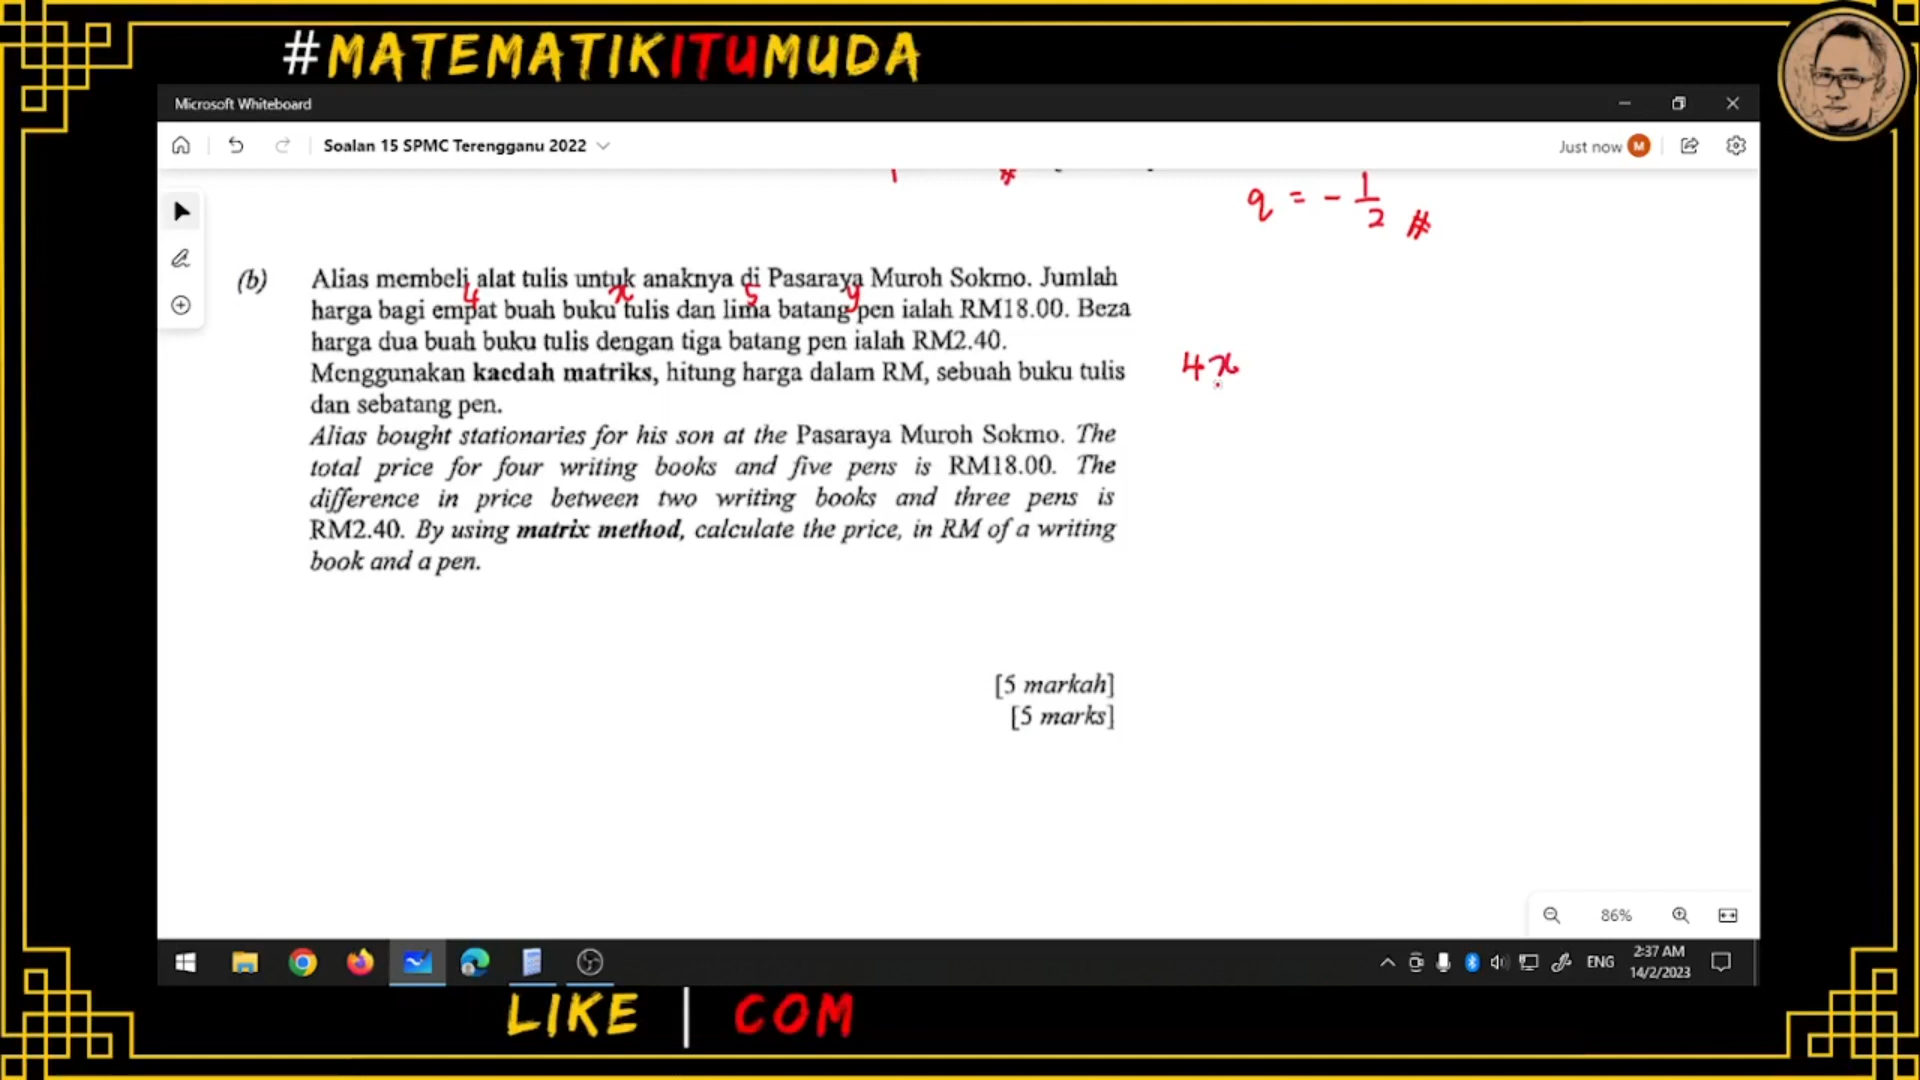 #MATEMATIKITUMUDA
Microsoft Whiteboard
Soalan 15 SPMC Terengganu 2022
Just now M
q = - 1/2 #
(b) Alias membeli alat tulis untuk anaknya di Pasaraya Muroh Sokmo. Jumlah
4 x 5 y
harga bagi empat buah buku tulis dan lima batang pen ialah RM18.00. Beza
harga dua buah buku tulis dengan tiga batang pen ialah RM2.40.
4x
Menggunakan kaedah matriks, hitung harga dalam RM, sebuah buku tulis
dan sebatang pen.
Alias bought stationaries for his son at the Pasaraya Muroh Sokmo. The
total price for four writing books and five pens is RM18.00. The
difference in price between two writing books and three pens is
RM2.40. By using matrix method, calculate the price, in RM of a writing
book and a pen.
[5 markah]
[5 marks]
86%
ENG
2:37 AM
14/2/2023
LIKE | COM